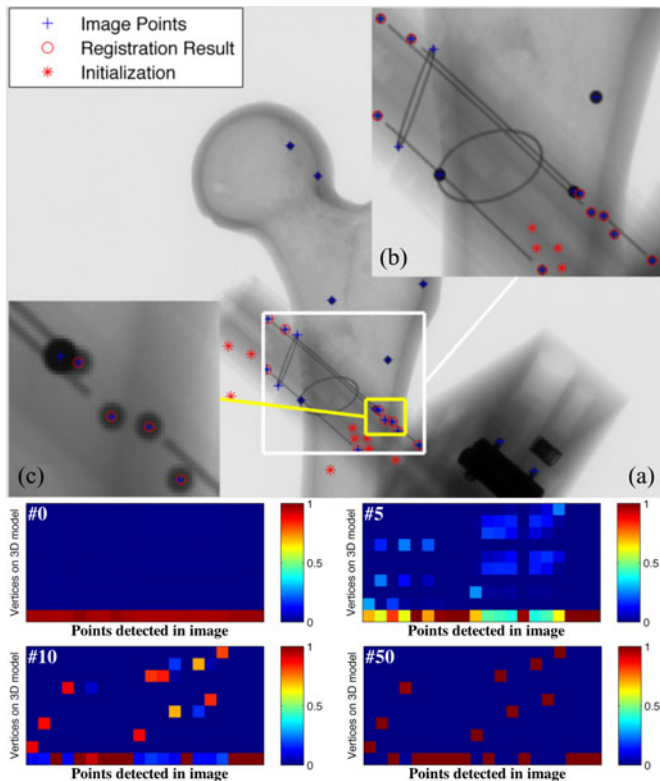 Image Points
Registration Result
Initialization
(b)
(c)
(a)
#0
Vertices on 3D model
1
0.5
0
Points detected in image
#5
Vertices on 3D model
1
0.5
0
Points detected in image
#10
Vertices on 3D model
1
0.5
0
Points detected in image
#50
Vertices on 3D model
1
0.5
0
Points detected in image